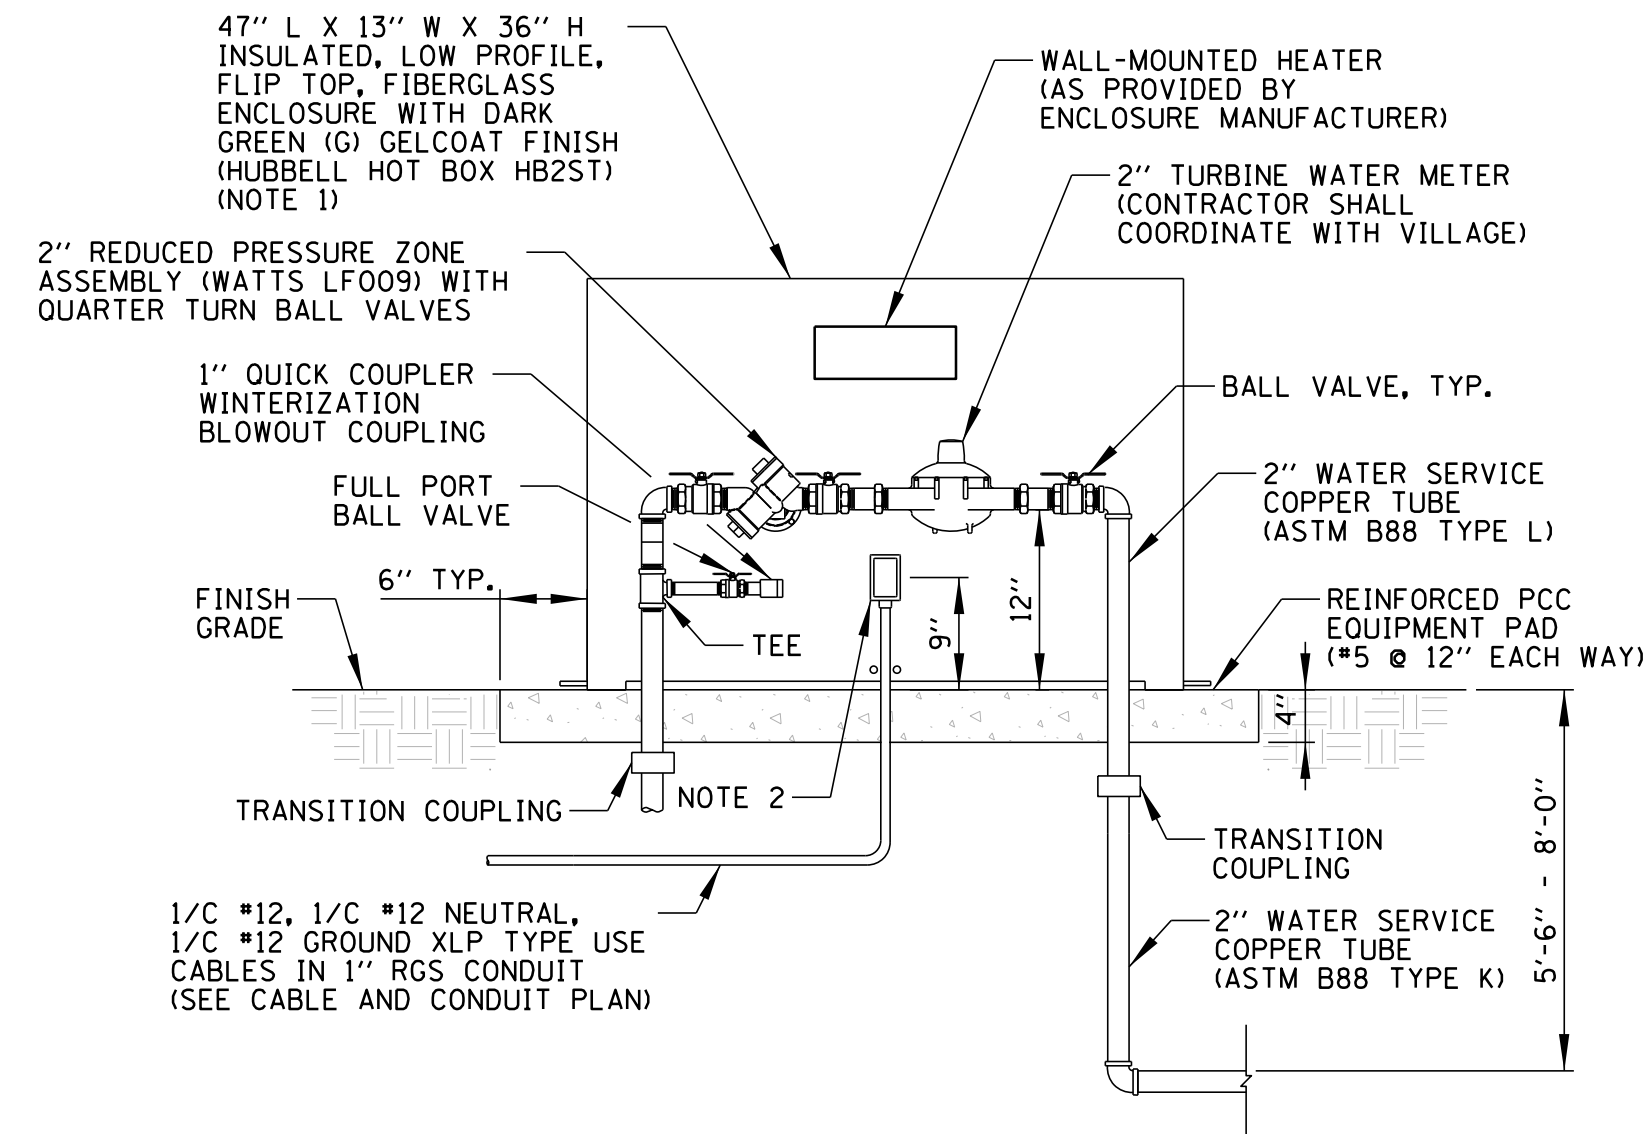 47" L X 13" W X 36" H
INSULATED, LOW PROFILE,
FLIP TOP, FIBERGLASS
ENCLOSURE WITH DARK
GREEN (G) GELCOAT FINISH
(HUBBELL HOT BOX HB2ST)
(NOTE 1)
WALL-MOUNTED HEATER
(AS PROVIDED BY
ENCLOSURE MANUFACTURER)
2" TURBINE WATER METER
(CONTRACTOR SHALL
COORDINATE WITH VILLAGE)
2" REDUCED PRESSURE ZONE
ASSEMBLY (WATTS LF009) WITH
QUARTER TURN BALL VALVES
1" QUICK COUPLER
WINTERIZATION
BLOWOUT COUPLING
BALL VALVE, TYP.
FULL PORT
BALL VALVE
2" WATER SERVICE
COPPER TUBE
(ASTM B88 TYPE L)
6" TYP.
FINISH
GRADE
TEE
9"
12"
REINFORCED PCC
EQUIPMENT PAD
(#5 @ 12" EACH WAY)
4"
TRANSITION COUPLING
NOTE 2
TRANSITION
COUPLING
5'-6" - 8'-0"
1/C #12, 1/C #12 NEUTRAL,
1/C #12 GROUND XLP TYPE USE
CABLES IN 1" RGS CONDUIT
(SEE CABLE AND CONDUIT PLAN)
2" WATER SERVICE
COPPER TUBE
(ASTM B88 TYPE K)